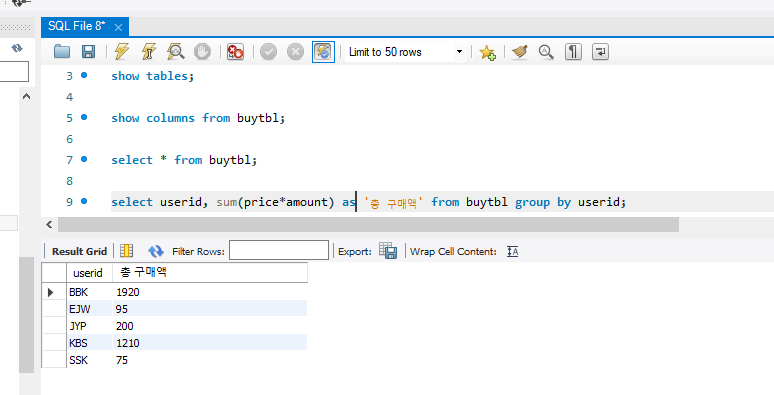 SQL File 8*
Limit to 50 rows
3 show tables;
4
5 show columns from buytbl;
6
7 select * from buytbl;
8
9 select userid, sum(price*amount) as '총 구매액' from buytbl group by userid;
Result Grid Filter Rows: Export: Wrap Cell Content:
userid 총 구매액
BBK 1920
EJW 95
JYP 200
KBS 1210
SSK 75